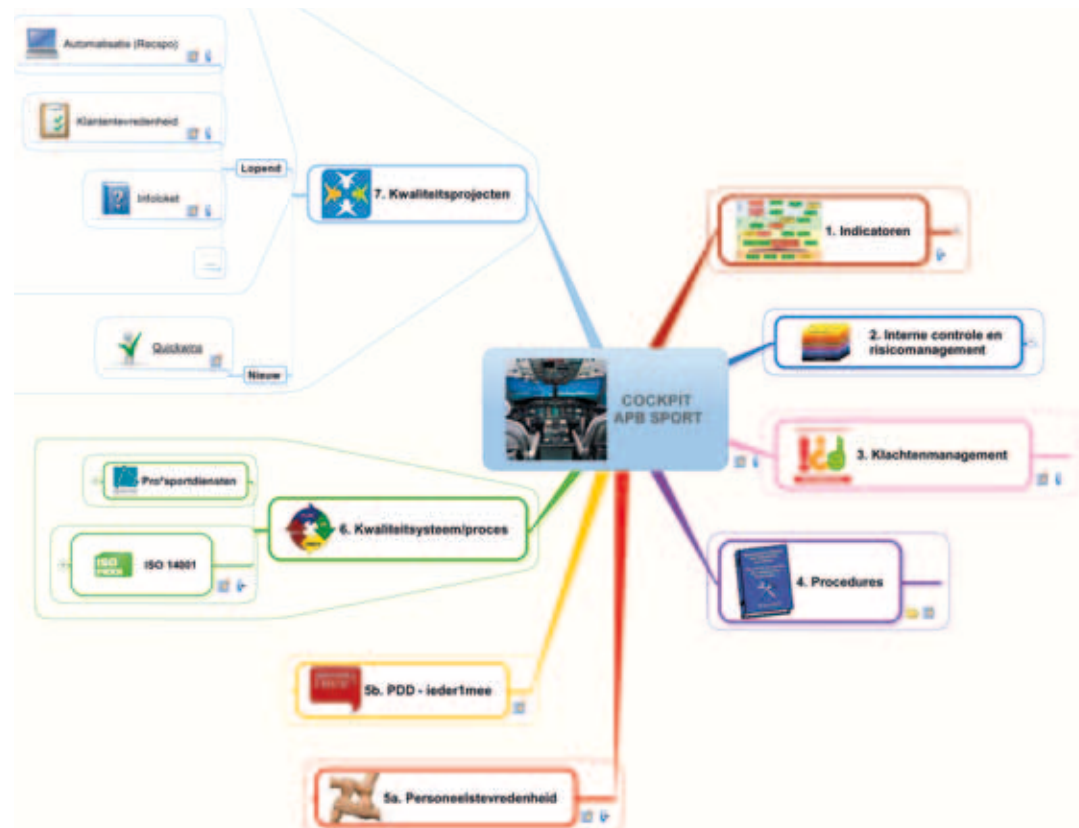 Automatisatie (Recspo)
Klantentevredenheid
Lopend
7. Kwaliteitsprojecten
Infoloket
...
Quickwins
Nieuw
1. Indicatoren
2. Interne controle en
risicomanagement
COCKPIT
APB SPORT
3. Klachtenmanagement
Pro*sportdiensten
6. Kwaliteitsysteem/proces
ISO
14001
ISO 14001
4. Procedures
5b. PDD - ieder1mee
5a. Personeelstevredenheid